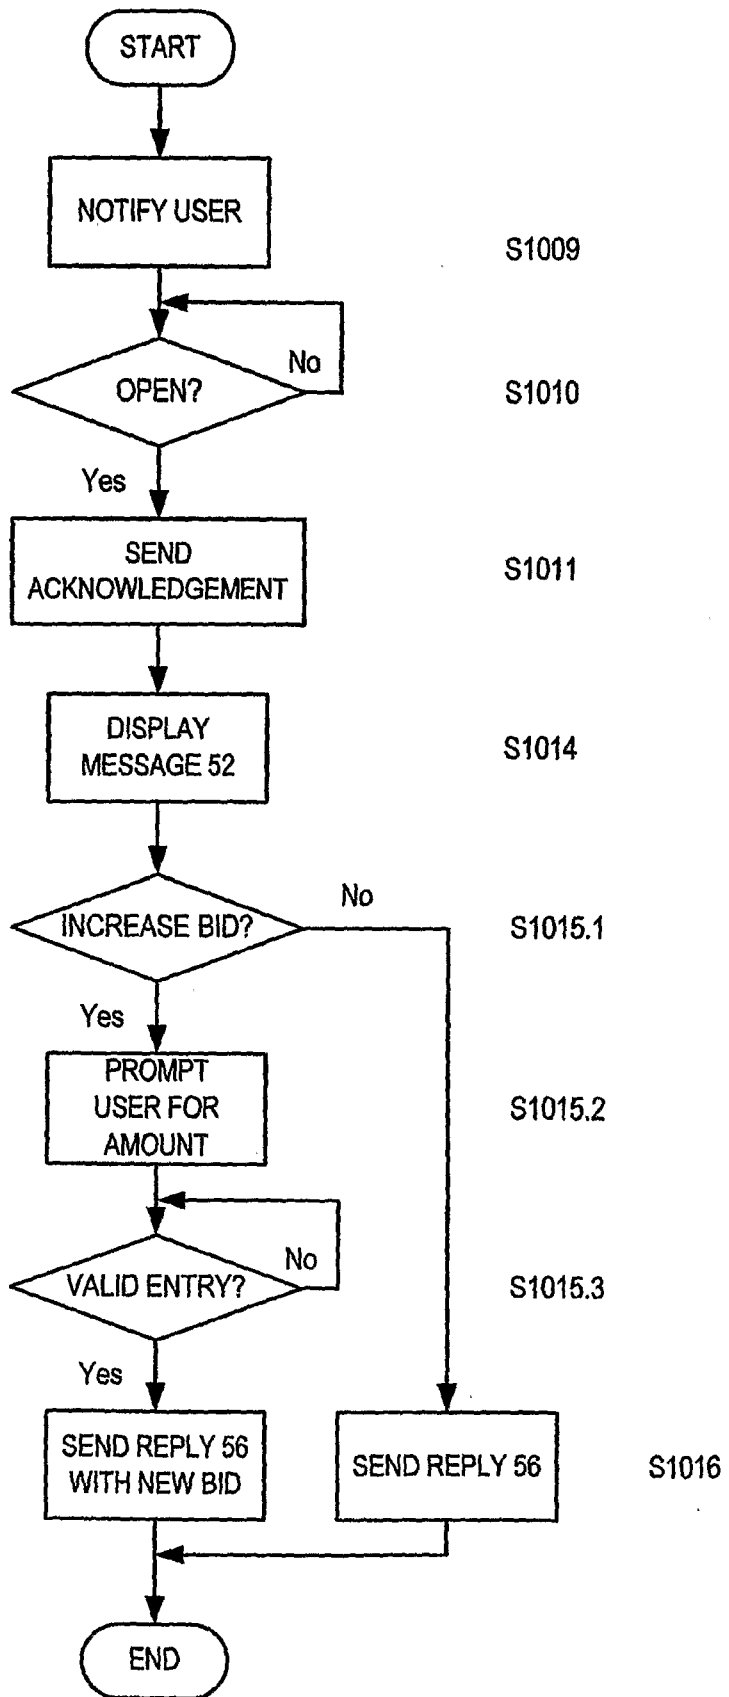 START
NOTIFY USER
S1009
No
OPEN?
S1010
Yes
SEND
ACKNOWLEDGEMENT
S1011
DISPLAY
MESSAGE 52
S1014
No
INCREASE BID?
S1015.1
Yes
PROMPT
USER FOR
AMOUNT
S1015.2
No
VALID ENTRY?
S1015.3
Yes
SEND REPLY 56
WITH NEW BID
SEND REPLY 56
S1016
END